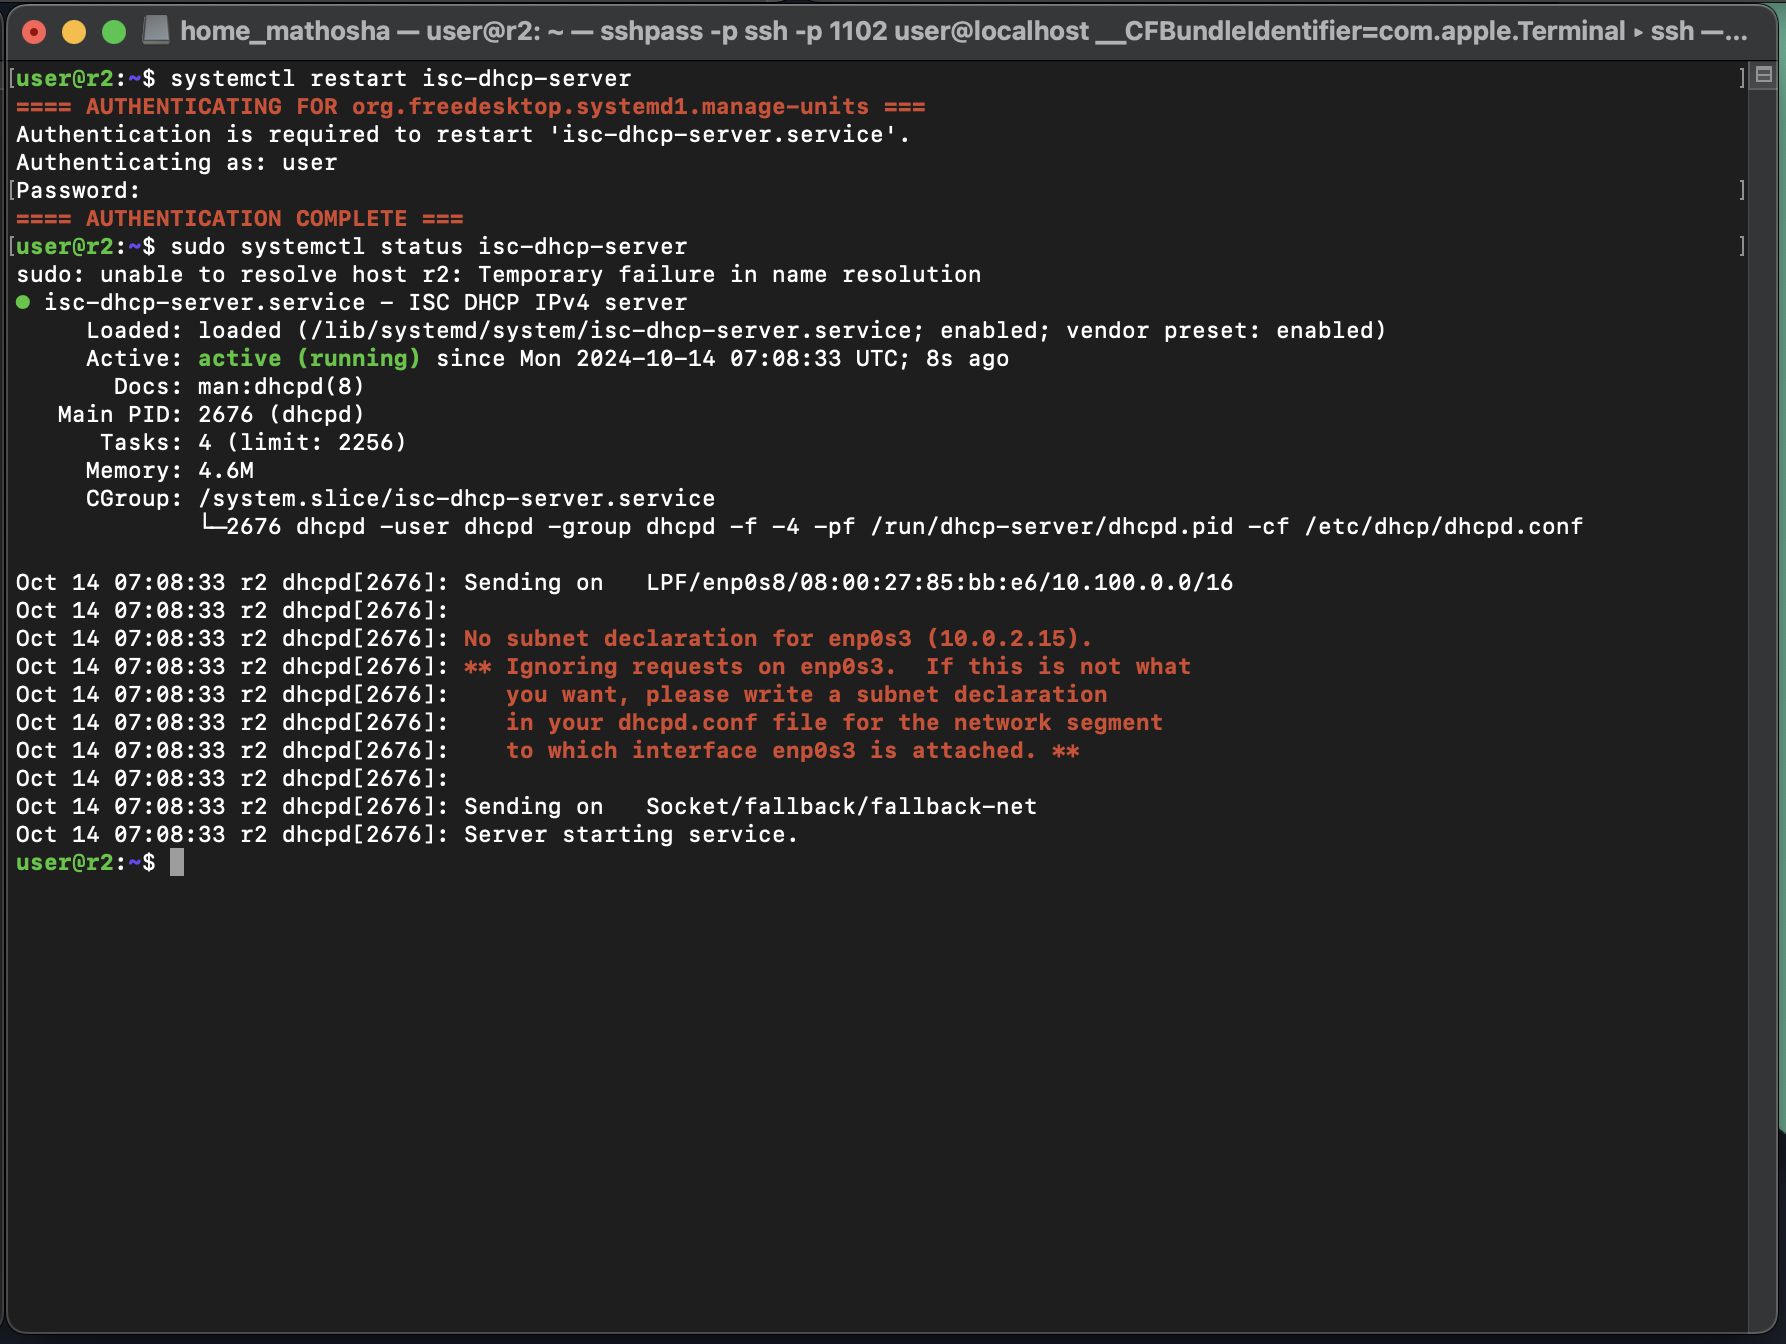 home_mathosha — user@r2: ~ — sshpass -p ssh -p 1102 user@localhost __CFBundleIdentifier=com.apple.Terminal ▸ ssh —...
[user@r2:~$ systemctl restart isc-dhcp-server ]
==== AUTHENTICATING FOR org.freedesktop.systemd1.manage-units ===
Authentication is required to restart 'isc-dhcp-server.service'.
Authenticating as: user
[Password: ]
==== AUTHENTICATION COMPLETE ===
[user@r2:~$ sudo systemctl status isc-dhcp-server ]
sudo: unable to resolve host r2: Temporary failure in name resolution
● isc-dhcp-server.service - ISC DHCP IPv4 server
     Loaded: loaded (/lib/systemd/system/isc-dhcp-server.service; enabled; vendor preset: enabled)
     Active: active (running) since Mon 2024-10-14 07:08:33 UTC; 8s ago
       Docs: man:dhcpd(8)
   Main PID: 2676 (dhcpd)
      Tasks: 4 (limit: 2256)
     Memory: 4.6M
     CGroup: /system.slice/isc-dhcp-server.service
             └─2676 dhcpd -user dhcpd -group dhcpd -f -4 -pf /run/dhcp-server/dhcpd.pid -cf /etc/dhcp/dhcpd.conf
Oct 14 07:08:33 r2 dhcpd[2676]: Sending on   LPF/enp0s8/08:00:27:85:bb:e6/10.100.0.0/16
Oct 14 07:08:33 r2 dhcpd[2676]:
Oct 14 07:08:33 r2 dhcpd[2676]: No subnet declaration for enp0s3 (10.0.2.15).
Oct 14 07:08:33 r2 dhcpd[2676]: ** Ignoring requests on enp0s3.  If this is not what
Oct 14 07:08:33 r2 dhcpd[2676]:    you want, please write a subnet declaration
Oct 14 07:08:33 r2 dhcpd[2676]:    in your dhcpd.conf file for the network segment
Oct 14 07:08:33 r2 dhcpd[2676]:    to which interface enp0s3 is attached. **
Oct 14 07:08:33 r2 dhcpd[2676]:
Oct 14 07:08:33 r2 dhcpd[2676]: Sending on   Socket/fallback/fallback-net
Oct 14 07:08:33 r2 dhcpd[2676]: Server starting service.
user@r2:~$